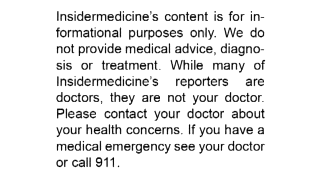 Insidermedicine's content is for in-
formational purposes only. We do
not provide medical advice, diagno-
sis or treatment. While many of
Insidermedicine's reporters are
doctors, they are not your doctor.
Please contact your doctor about
your health concerns. If you have a
medical emergency see your doctor
or call 911.